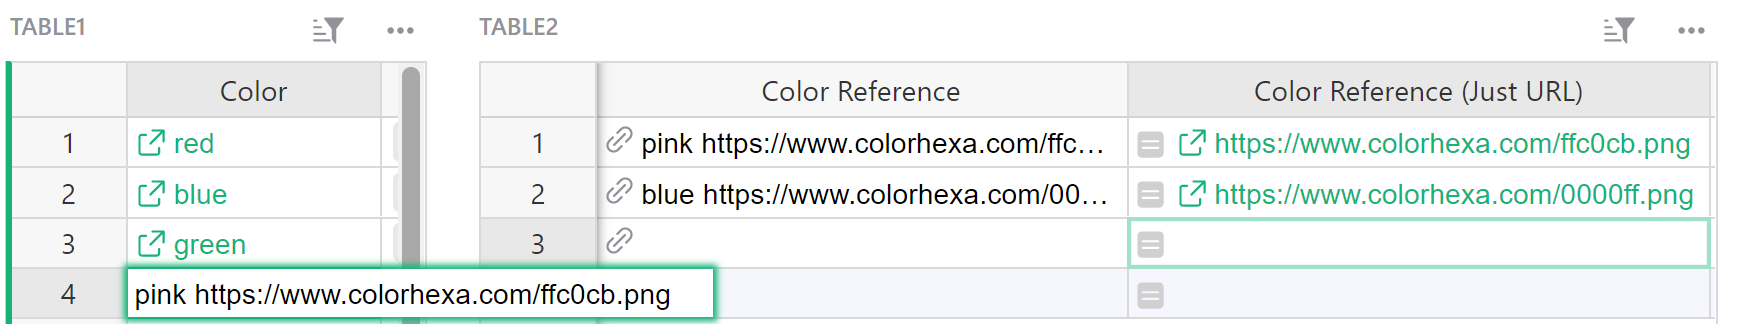 TABLE1
Color
1 red
2 blue
3 green
4 pink https://www.colorhexa.com/ffc0cb.png
TABLE2
Color Reference Color Reference (Just URL)
1 pink https://www.colorhexa.com/ffc... https://www.colorhexa.com/ffc0cb.png
2 blue https://www.colorhexa.com/00... https://www.colorhexa.com/0000ff.png
3